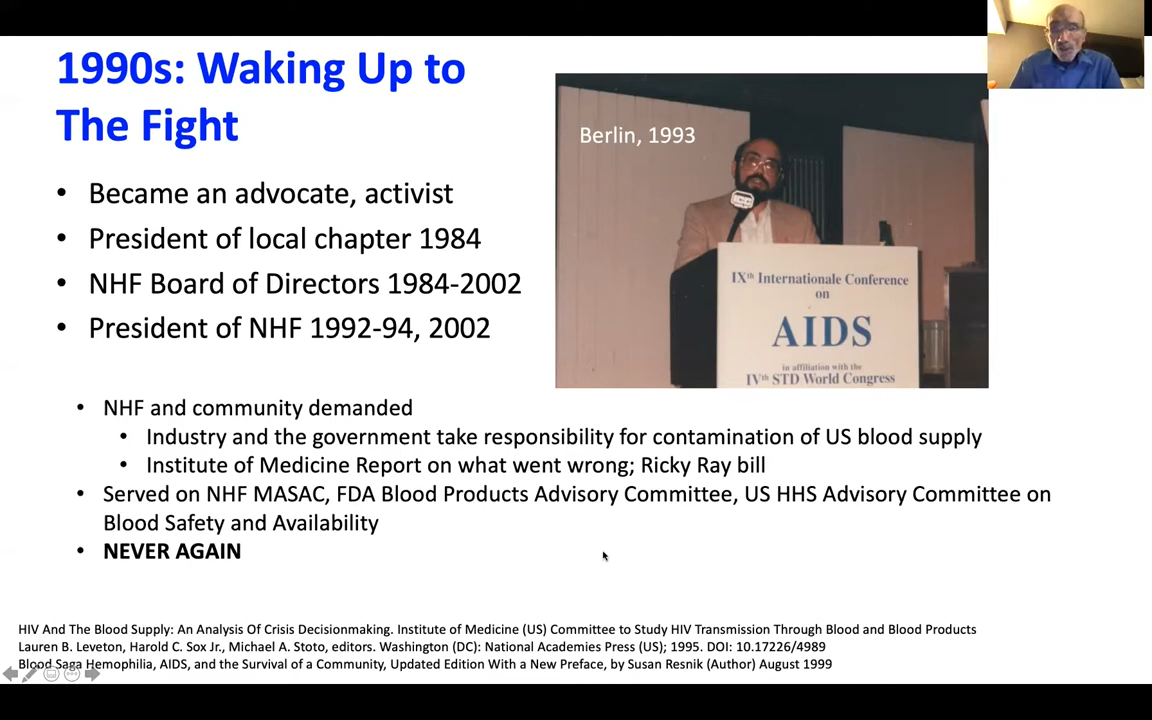 1990s: Waking Up to
The Fight
• Became an advocate, activist
• President of local chapter 1984
• NHF Board of Directors 1984-2002
• President of NHF 1992-94, 2002
Berlin, 1993
IXth Internationale Conference
on
AIDS
in affiliation with the
IVth STD World Congress
• NHF and community demanded
• Industry and the government take responsibility for contamination of US blood supply
• Institute of Medicine Report on what went wrong; Ricky Ray bill
• Served on NHF MASAC, FDA Blood Products Advisory Committee, US HHS Advisory Committee on
Blood Safety and Availability
• NEVER AGAIN
HIV And The Blood Supply: An Analysis Of Crisis Decisionmaking. Institute of Medicine (US) Committee to Study HIV Transmission Through Blood and Blood Products
Lauren B. Leveton, Harold C. Sox Jr., Michael A. Stoto, editors. Washington (DC): National Academies Press (US); 1995. DOI: 10.17226/4989
Blood Saga Hemophilia, AIDS, and the Survival of a Community, Updated Edition With a New Preface, by Susan Resnik (Author) August 1999